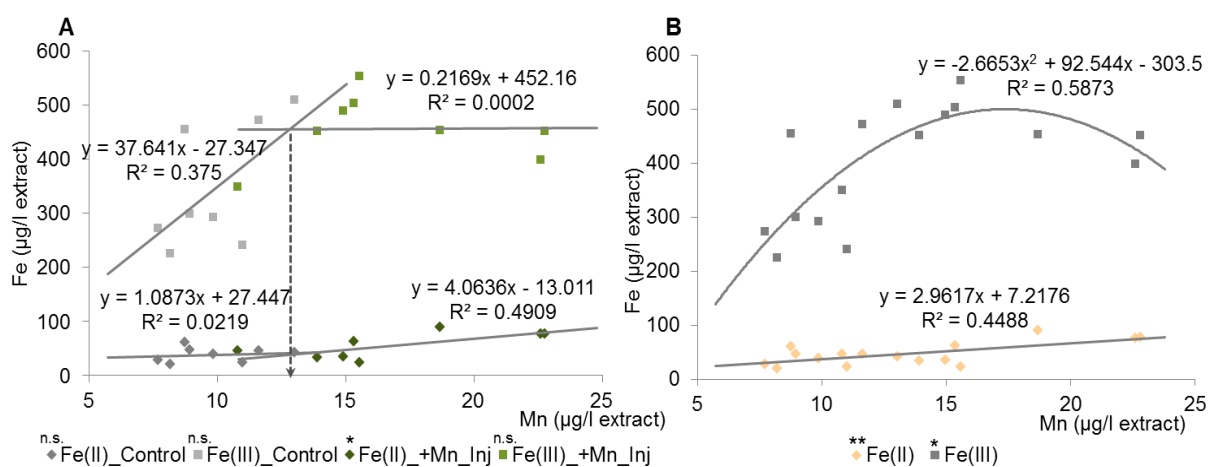 A
600
500
400
300
200
100
0
Fe (µg/l extract)
y = 0.2169x + 452.16
R² = 0.0002
y = 37.641x - 27.347
R² = 0.375
y = 1.0873x + 27.447
R² = 0.0219
y = 4.0636x - 13.011
R² = 0.4909
5 10 15 20 25
Mn (µg/l extract)
n.s. Fe(II)_Control n.s. Fe(III)_Control * Fe(II)_+Mn_Inj n.s. Fe(III)_+Mn_Inj
B
600
500
400
300
200
100
0
Fe (µg/l extract)
y = -2.6653x² + 92.544x - 303.5
R² = 0.5873
y = 2.9617x + 7.2176
R² = 0.4488
5 10 15 20 25
Mn (µg/l extract)
** Fe(II) * Fe(III)